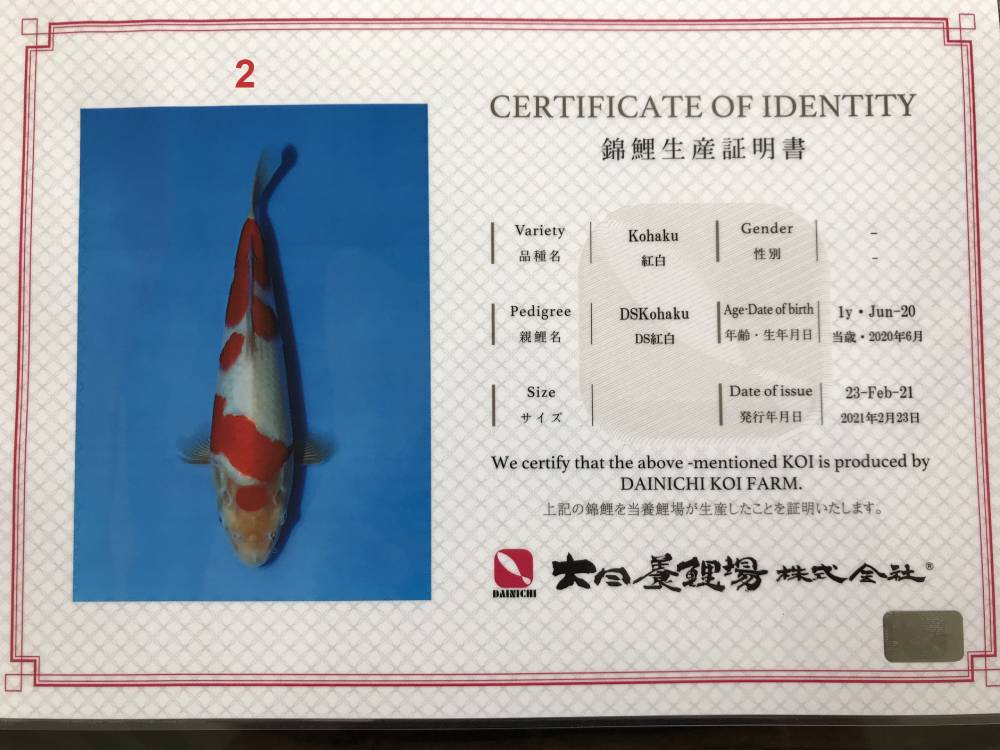 2
CERTIFICATE OF IDENTITY
錦鯉生産証明書
Variety
品種名
Kohaku
紅白
Gender
性別
-
-
Pedigree
親鯉名
DSKohaku
DS紅白
Age·Date of birth
年齢・生年月日
1y・Jun-20
当歳・2020年6月
Size
サイズ
Date of issue
発行年月日
23-Feb-21
2021年2月23日
We certify that the above -mentioned KOI is produced by
DAINICHI KOI FARM.
上記の錦鯉を当養鯉場が生産したことを証明いたします。
DAINICHI
大日養鯉場 株式会社®